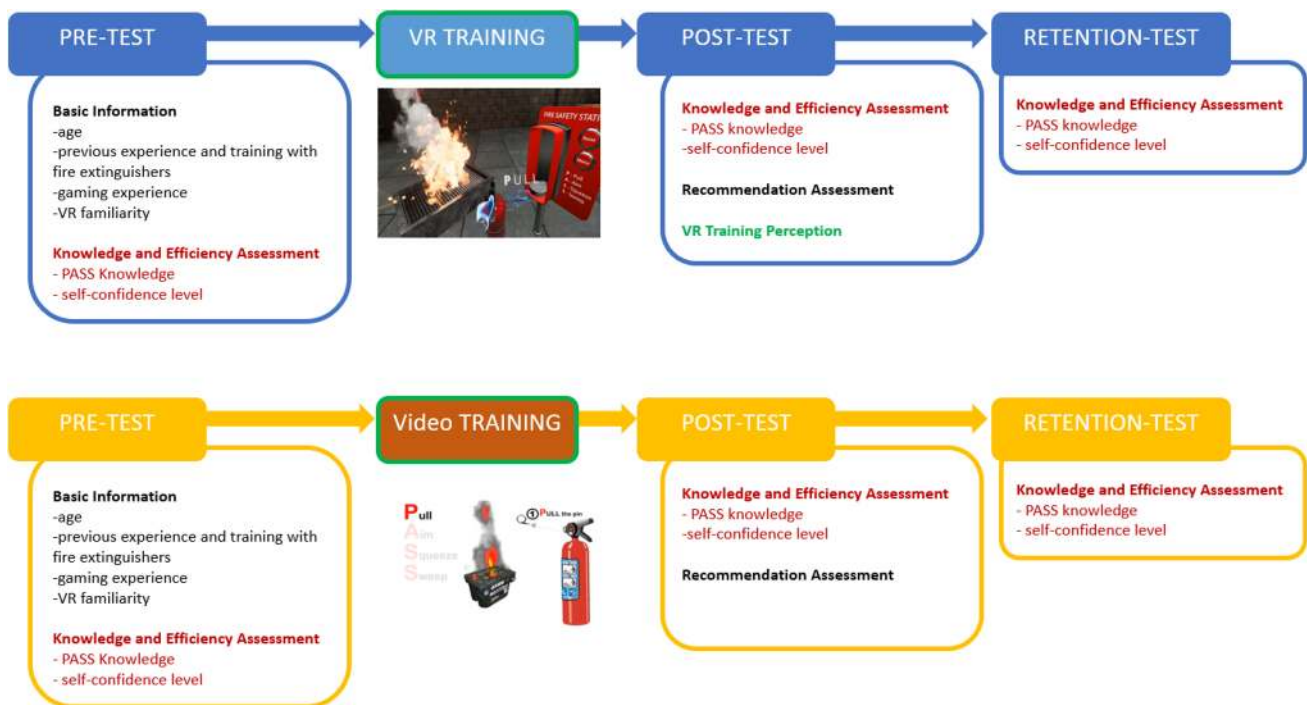 PRE-TEST
VR TRAINING
POST-TEST
RETENTION-TEST
Basic Information
-age
-previous experience and training with
fire extinguishers
-gaming experience
-VR familiarity
Knowledge and Efficiency Assessment
- PASS Knowledge
- self-confidence level
FIRE SAFETY STATI
PULL
Knowledge and Efficiency Assessment
- PASS knowledge
-self-confidence level
Recommendation Assessment
VR Training Perception
Knowledge and Efficiency Assessment
- PASS knowledge
- self-confidence level
PRE-TEST
Video TRAINING
POST-TEST
RETENTION-TEST
Basic Information
-age
-previous experience and training with
fire extinguishers
-gaming experience
-VR familiarity
Knowledge and Efficiency Assessment
- PASS Knowledge
- self-confidence level
Pull
Aim
Squeeze
Sweep
1 PULL the pin
Knowledge and Efficiency Assessment
- PASS knowledge
-self-confidence level
Recommendation Assessment
Knowledge and Efficiency Assessment
- PASS knowledge
- self-confidence level